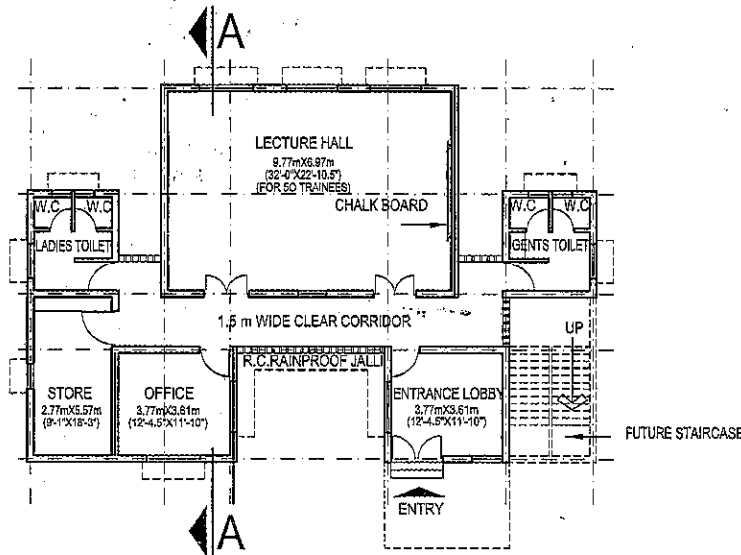 A
LECTURE HALL
9.77mX6.97m
(32'-0"X22'-10.5")
(FOR 50 TRAINEES)
W.C W.C
W.C W.C
CHALK BOARD
LADIES TOILET
GENTS TOILET
1.5 m WIDE CLEAR CORRIDOR
UP
R.C.RAINPROOF JALLI
STORE
2.77mX5.57m
(9'-1"X18'-3")
OFFICE
3.77mX3.61m
(12'-4.5"X11'-10")
ENTRANCE LOBBY
3.77mX3.61m
(12'-4.5"X11'-10")
FUTURE STAIRCASE
ENTRY
A